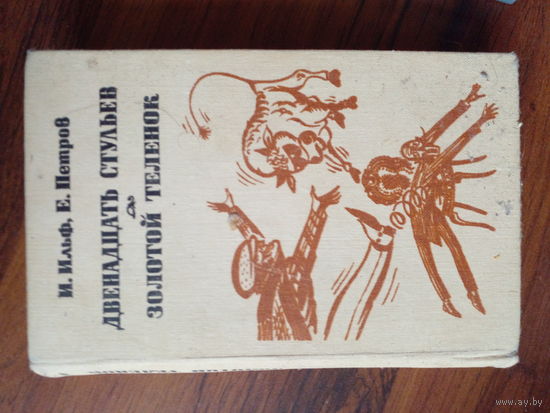 И. Ильф, Е. Петров
ДВЕНАДЦАТЬ СТУЛЬЕВ
ЗОЛОТОЙ ТЕЛЕНОК
www.ay.by